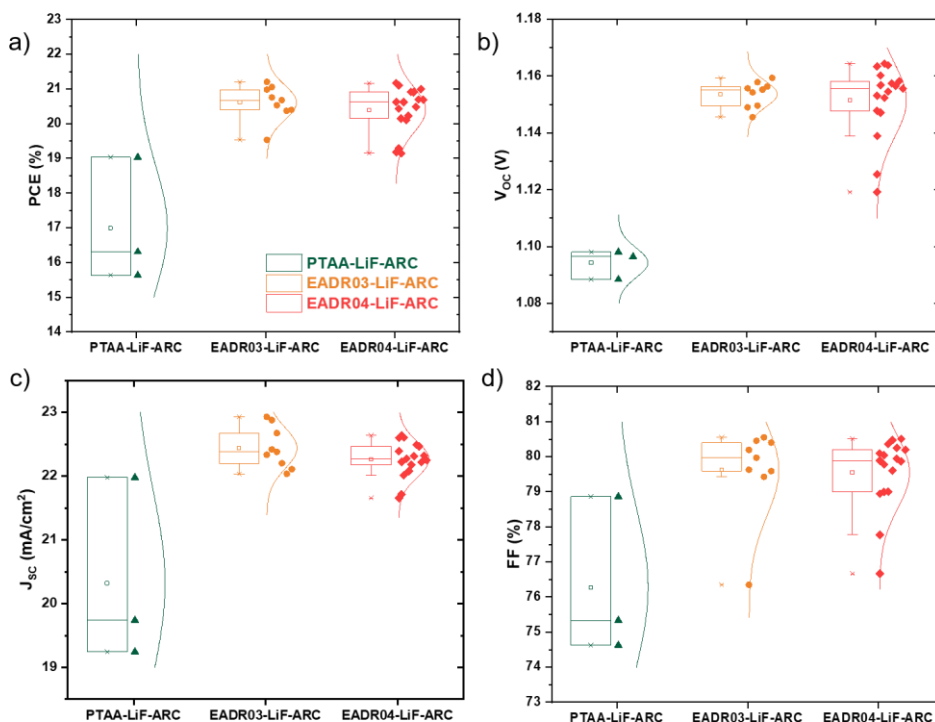 a)
23
22
21
20
19
18
17
16
15
14
PCE (%)
PTAA-LiF-ARC
EADR03-LiF-ARC
EADR04-LiF-ARC
PTAA-LiF-ARC
EADR03-LiF-ARC
EADR04-LiF-ARC
b)
1.18
1.16
1.14
1.12
1.10
1.08
VOC (V)
PTAA-LiF-ARC
EADR03-LiF-ARC
EADR04-LiF-ARC
c)
23
22
21
20
19
JSC (mA/cm²)
PTAA-LiF-ARC
EADR03-LiF-ARC
EADR04-LiF-ARC
d)
82
81
80
79
78
77
76
75
74
73
FF (%)
PTAA-LiF-ARC
EADR03-LiF-ARC
EADR04-LiF-ARC